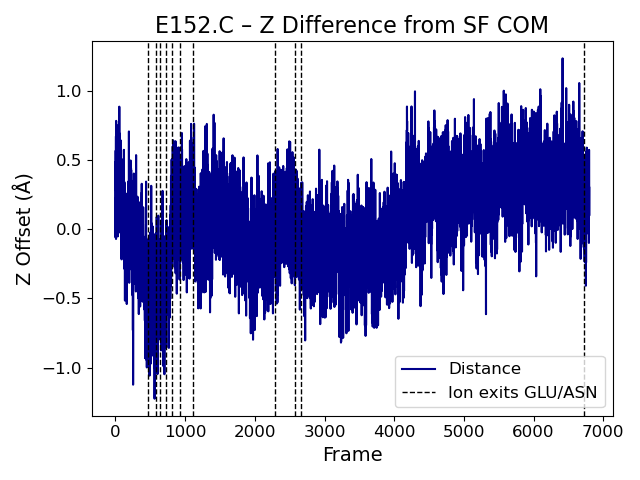 E152.C – Z Difference from SF COM
Z Offset (Å)
1.0
0.5
0.0
−0.5
−1.0
Distance
Ion exits GLU/ASN
0 1000 2000 3000 4000 5000 6000 7000
Frame